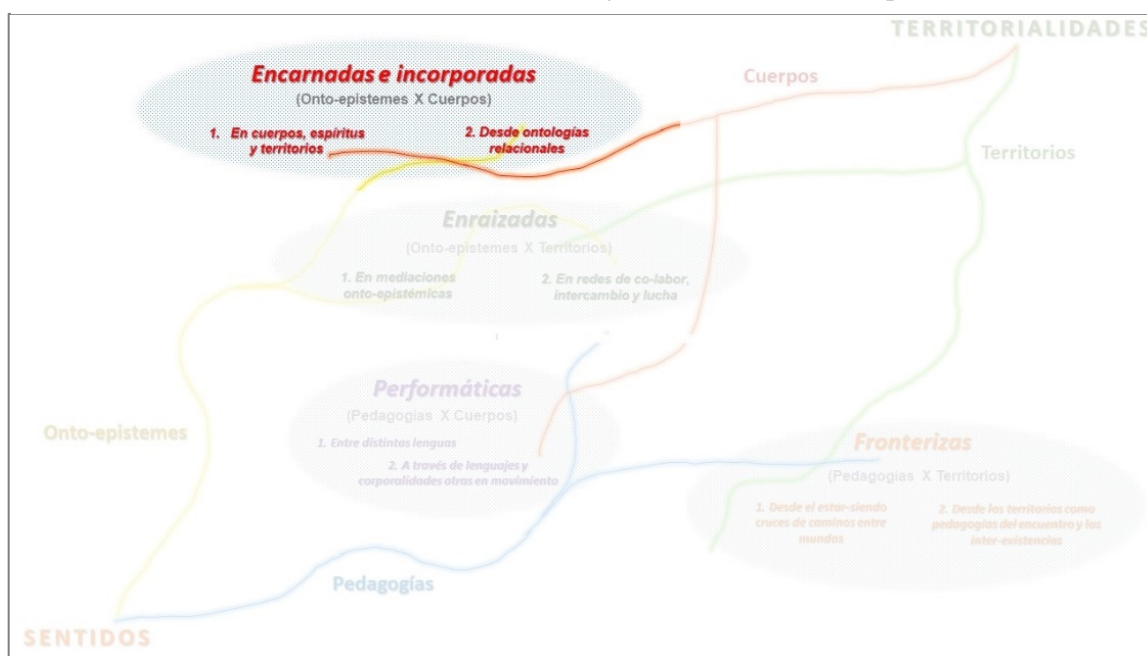 TERRITORIALIDADES
Encarnadas e incorporadas
(Onto-epistemes X Cuerpos)
1. En cuerpos, espíritus
y territorios
2. Desde ontologías
relacionales
Cuerpos
Territorios
Enraizadas
(Onto-epistemes X Territorios)
1. En mediaciones
onto-epistémicas
2. En redes de co-labor,
intercambio y lucha
Performáticas
(Pedagogías X Cuerpos)
1. Entre distintas lenguas
2. A través de lenguajes y
corporalidades otras en movimiento
Onto-epistemes
Fronterizas
(Pedagogías X Territorios)
1. Desde el estar-siendo
cruces de caminos entre
mundos
2. Desde los territorios como
pedagogías del encuentro y las
inter-existencias
Pedagogías
SENTIDOS